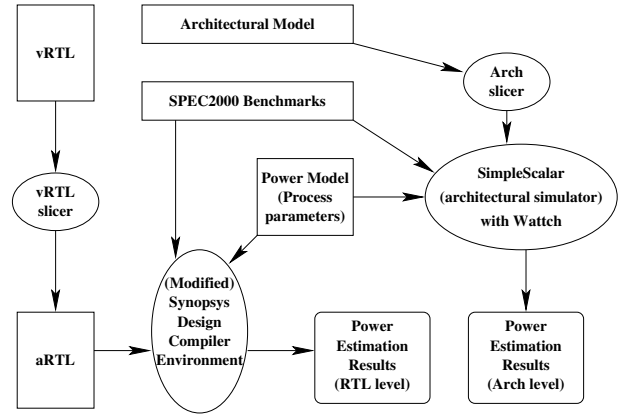 Architectural Model
vRTL
Arch
slicer
SPEC2000 Benchmarks
SimpleScalar
(architectural simulator)
with Wattch
Power Model
(Process
parameters)
vRTL
slicer
(Modified)
Synopsys
Design
Compiler
Environment
aRTL
Power
Estimation
Results
(RTL level)
Power
Estimation
Results
(Arch level)